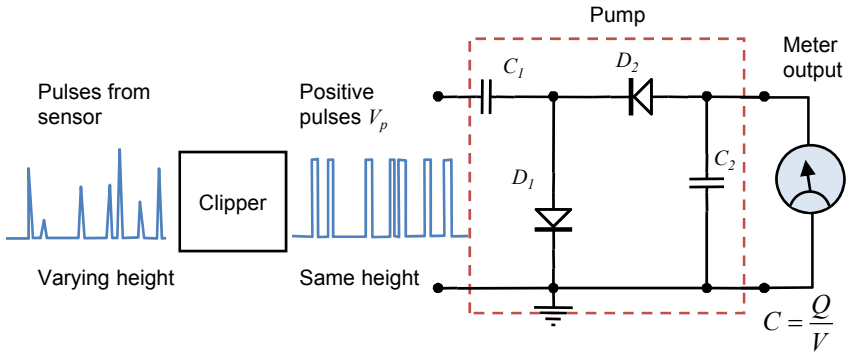 Pump
Pulses from
sensor
Positive
pulses V_p
C_1
D_2
Meter
output
D_1
C_2
Clipper
Varying height
Same height
C = Q/V